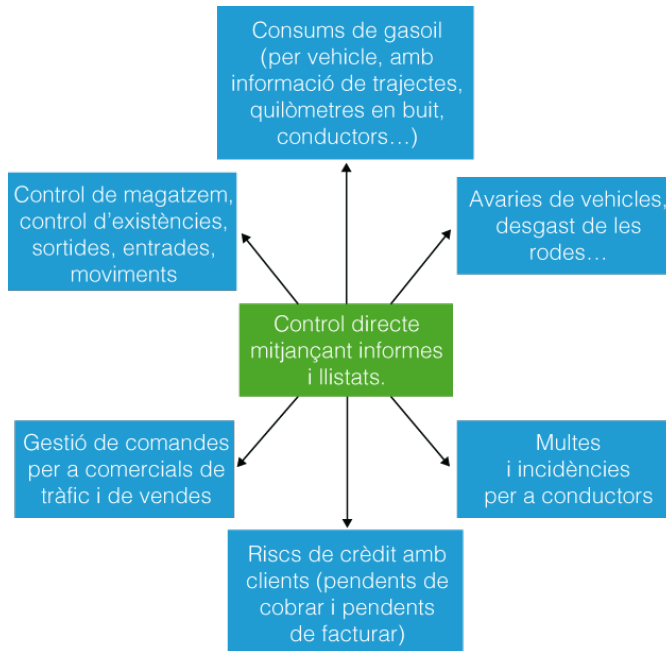 Consums de gasoil
(per vehicle, amb
informació de trajectes,
quilòmetres en buit,
conductors...)
Control de magatzem,
control d'existències,
sortides, entrades,
moviments
Avaries de vehicles,
desgast de les
rodes...
Control directe
mitjançant informes
i llistats.
Gestió de comandes
per a comercials de
tràfic i de vendes
Multes
i incidències
per a conductors
Riscs de crèdit amb
clients (pendents de
cobrar i pendents
de facturar)